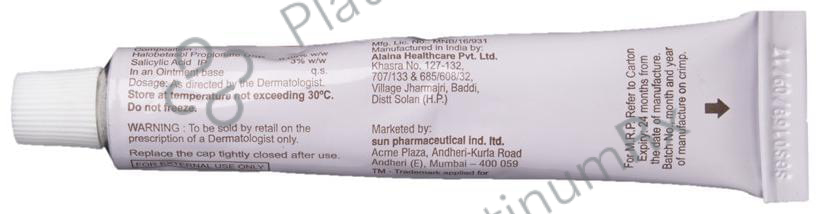 Composition
Halobetasol Propionate w/w
Salicylic Acid IP 3% w/w
In an Ointment base q.s.
Dosage: As directed by the Dermatologist.
Store at temperature not exceeding 30ºC.
Do not freeze.
WARNING : To be sold by retail on the
prescription of a Dermatologist only.
Replace the cap tightly closed after use.
FOR EXTERNAL USE ONLY
Mfg. Lic. No.: MNB/16/931
Manufactured in India by:
Alaina Healthcare Pvt. Ltd.
Khasra No. 127-132,
707/133 & 685/608/32,
Village Jharmajri, Baddi,
Distt Solan (H.P.)
Marketed by:
sun pharmaceutical ind. ltd.
Acme Plaza, Andheri-Kurla Road
Andheri (E), Mumbai – 400 059
TM - Trademark applied for
For M.R.P. Refer to Carton
Expiry: 24 months from
the date of manufacture.
Batch No., month and year
of manufacture on crimp.
09/17